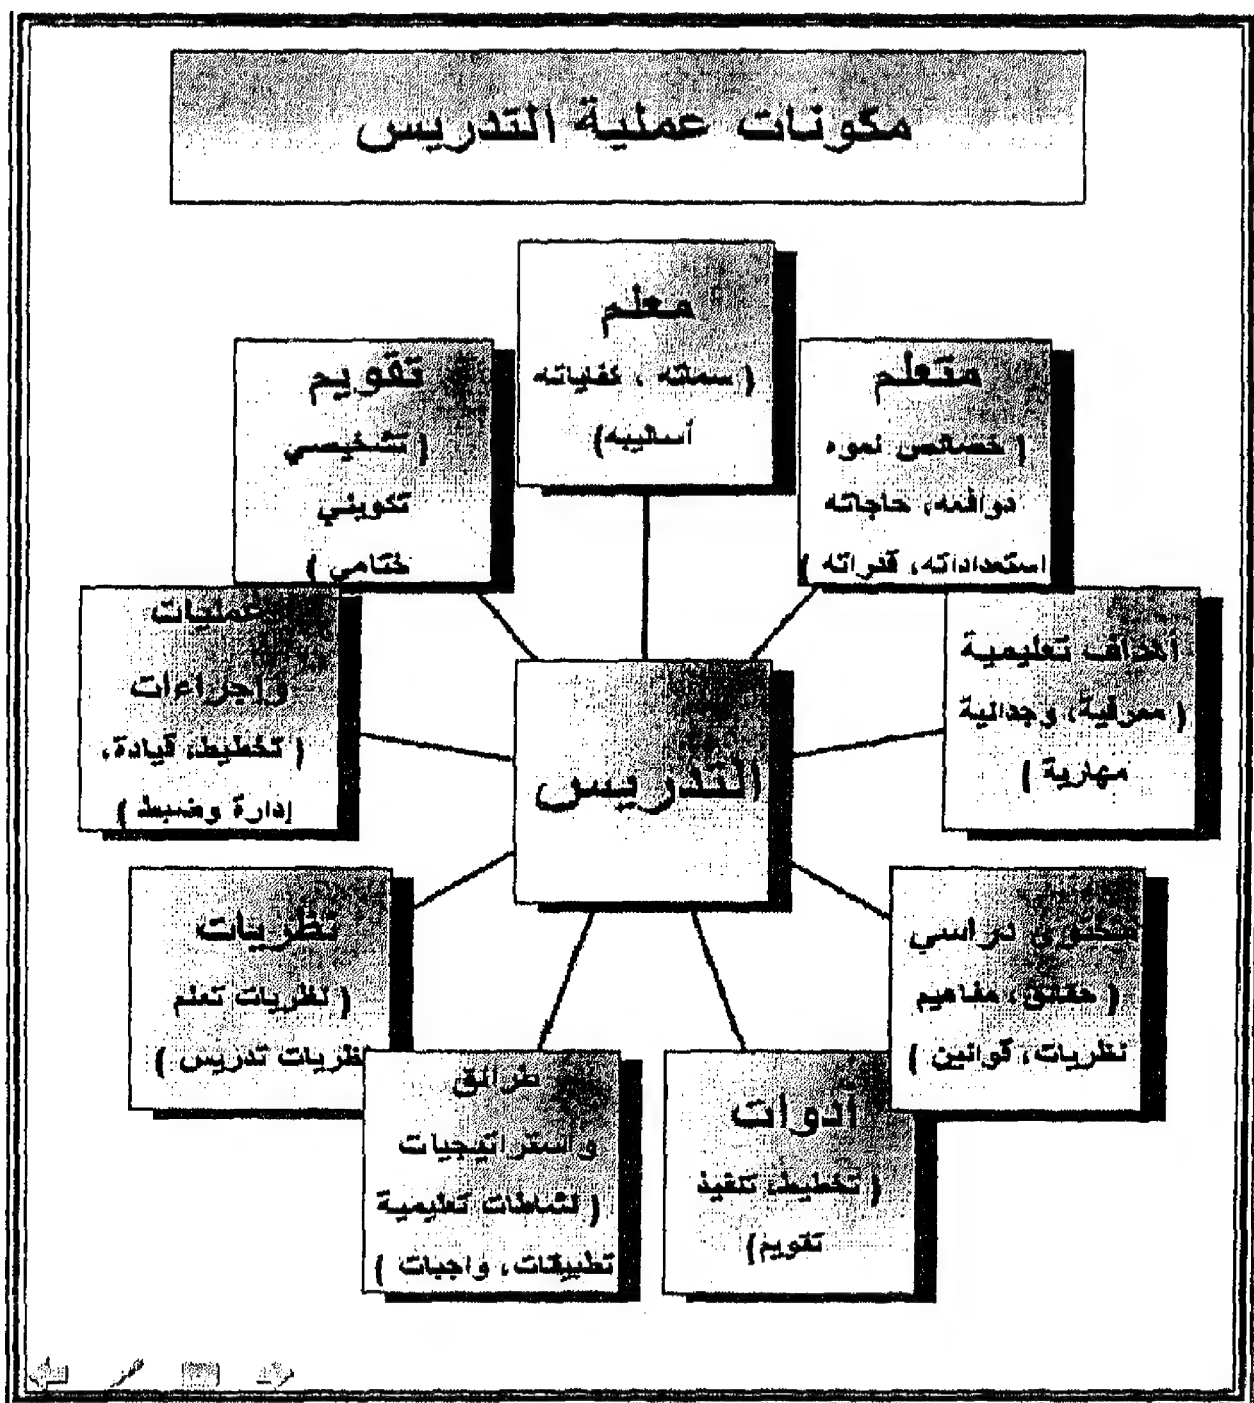 مكونات عملية التدريس
معلم
( سماته ، كفاياته
أساليبه)
متعلم
( خصائص نموه
دوافعه، حاجاته
استعداداته، قدراته )
أهداف تعليمية
( معرفية، وجدانية
مهارية )
محتوى دراسي
( حقائق، مفاهيم
نظريات، قوانين )
أدوات
( تخطيط، تنفيذ
تقويم)
طرائق
واستراتيجيات
( نشاطات تعليمية
تطبيقات، واجبات )
نظريات
( نظريات تعلم
نظريات تدريس )
عمليات
وإجراءات
( تخطيط، قيادة،
إدارة وضبط )
تقويم
( تشخيصي
تكويني
ختامي )
التدريس